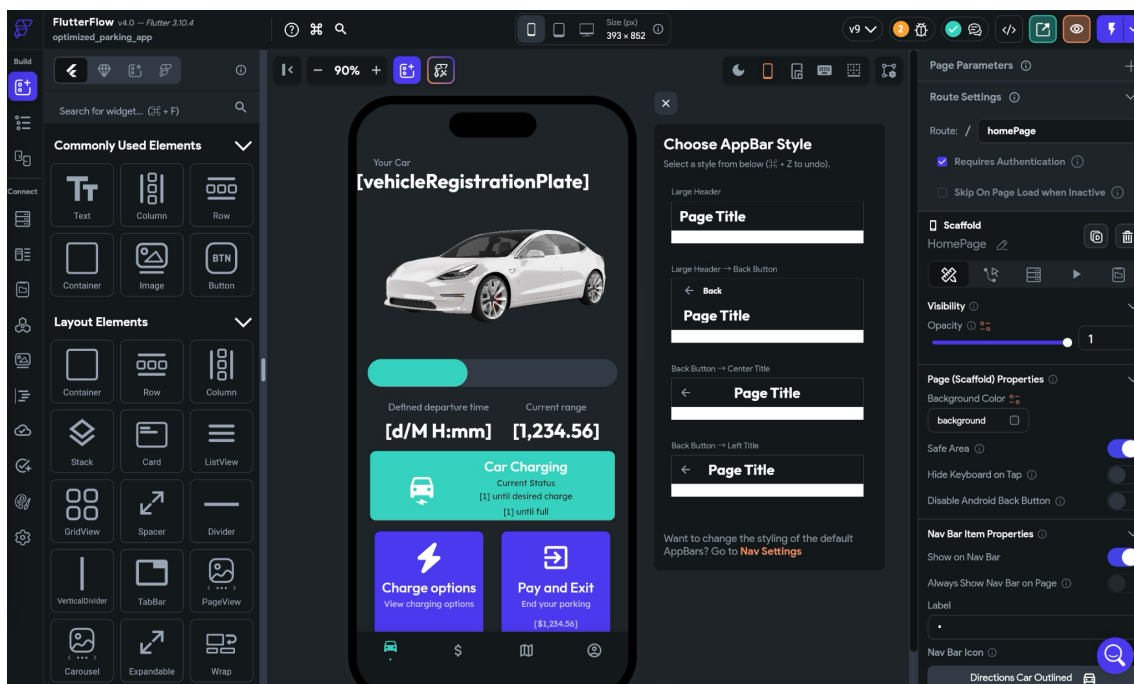 FlutterFlow v4.0 – Flutter 3.10.4
optimized_parking_app
Size (px)
393 × 852
v9
2
Build
Connect
Search for widget... (⌘ + F)
Commonly Used Elements
Text
Column
Row
Container
Image
BTN
Button
Layout Elements
Container
Row
Column
Stack
Card
ListView
GridView
Spacer
Divider
VerticalDivider
TabBar
PageView
Carousel
Expandable
Wrap
90%
Your Car
[vehicleRegistrationPlate]
Defined departure time
Current range
[d/M H:mm]
[1,234.56]
Car Charging
Current Status
[1] until desired charge
[1] until full
Charge options
View charging options
Pay and Exit
End your parking
[$1,234.56]
Choose AppBar Style
Select a style from below (⌘ + Z to undo).
Large Header
Page Title
Large Header → Back Button
Back
Page Title
Back Button → Center Title
Page Title
Back Button → Left Title
Page Title
Want to change the styling of the default
AppBars? Go to Nav Settings
Page Parameters
Route Settings
Route: / homePage
Requires Authentication
Skip On Page Load when Inactive
Scaffold
HomePage
Visibility
Opacity
1
Page (Scaffold) Properties
Background Color
background
Safe Area
Hide Keyboard on Tap
Disable Android Back Button
Nav Bar Item Properties
Show on Nav Bar
Always Show Nav Bar on Page
Label
•
Nav Bar Icon
Directions Car Outlined